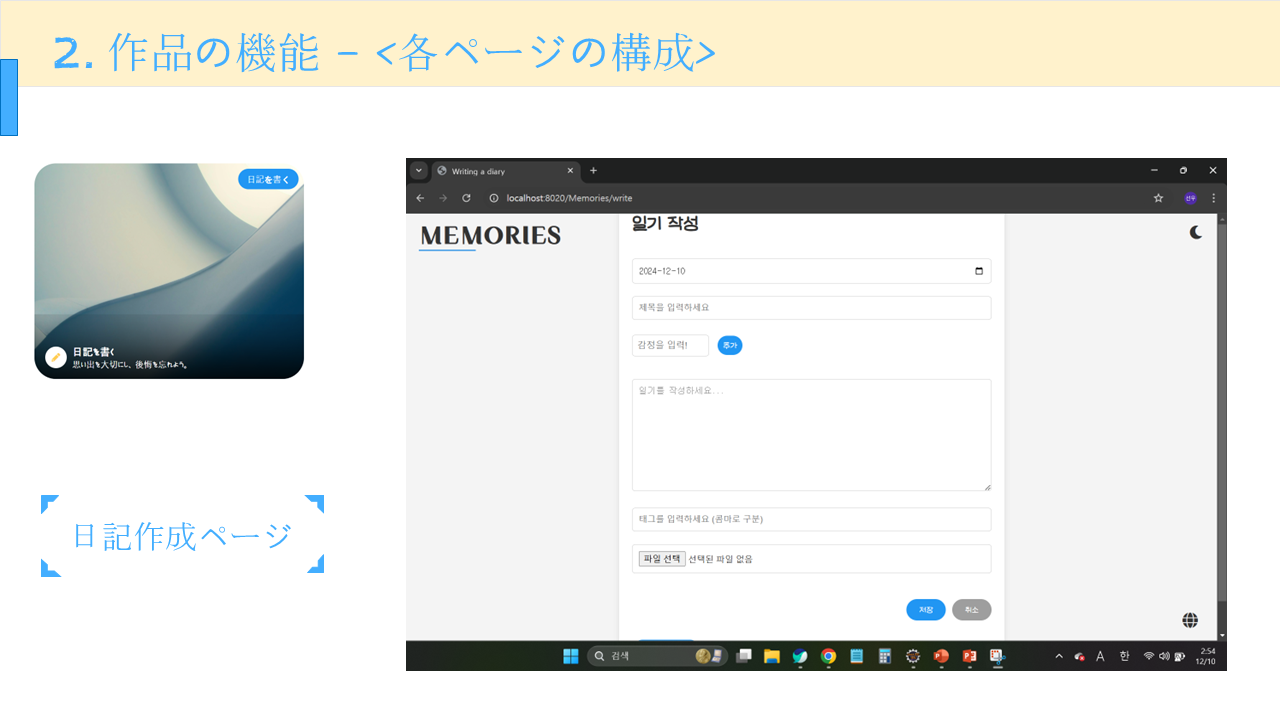 2. 作品の機能 - <各ページの構成>
日記を書く
日記を書く
思い出を大切にし、後悔を忘れよう。
日記作成ページ
Writing a diary
localhost:8020/Memories/write
선우
MEMORIES
일기 작성
2024-12-10
제목을 입력하세요
감정을 입력!
추가
일기를 작성하세요...
태그를 입력하세요 (콤마로 구분)
파일 선택 선택된 파일 없음
저장 취소
검색
A 한
2:54
12/10